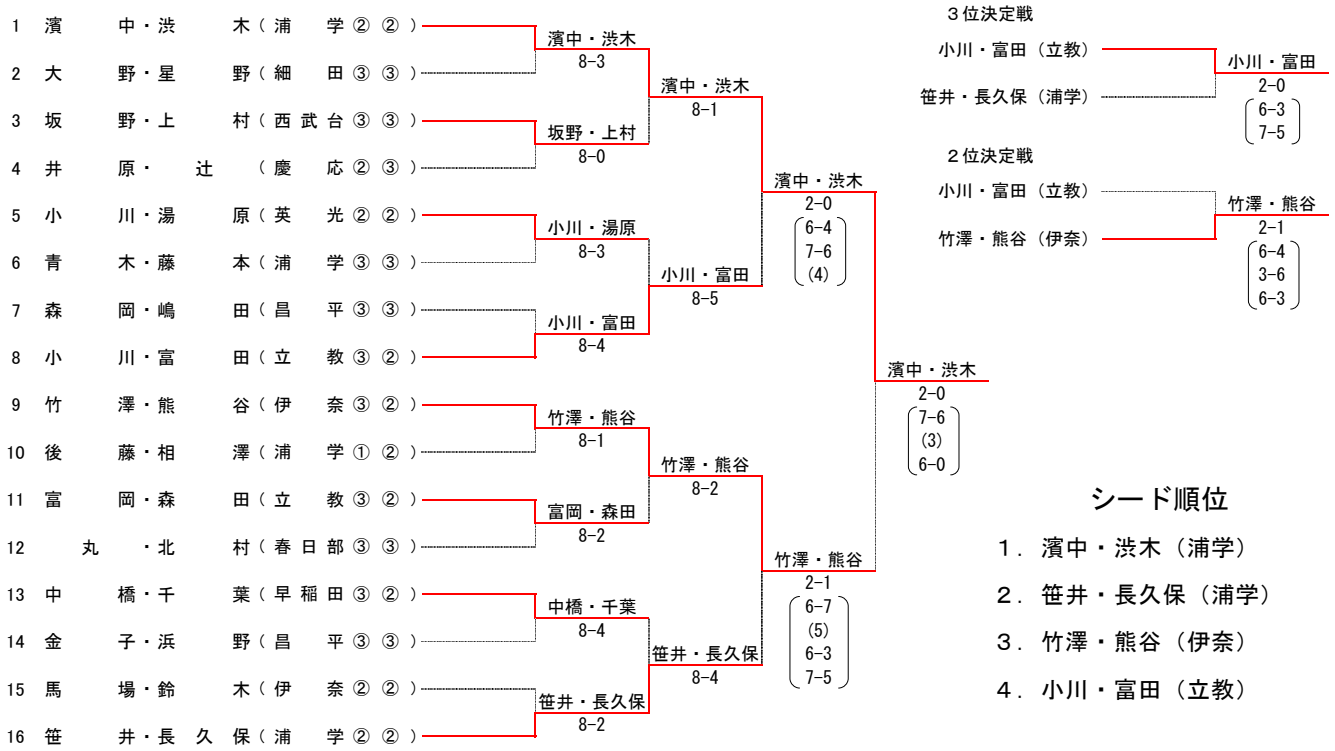 1 濱 中・渋 木（浦 学②②）
2 大 野・星 野（細 田③③）
3 坂 野・上 村（西武台③③）
4 井 原・ 辻 （慶 応②③）
5 小 川・湯 原（英 光②②）
6 青 木・藤 本（浦 学③③）
7 森 岡・嶋 田（昌 平③③）
8 小 川・富 田（立 教③②）
9 竹 澤・熊 谷（伊 奈③②）
10 後 藤・相 澤（浦 学①②）
11 富 岡・森 田（立 教③②）
12 丸 ・北 村（春日部③③）
13 中 橋・千 葉（早稲田③②）
14 金 子・浜 野（昌 平③③）
15 馬 場・鈴 木（伊 奈②②）
16 笹 井・長 久 保（浦 学②②）
濱中・渋木
8-3
坂野・上村
8-0
小川・湯原
8-3
小川・富田
8-4
竹澤・熊谷
8-1
富岡・森田
8-2
中橋・千葉
8-4
笹井・長久保
8-2
濱中・渋木
8-1
小川・富田
8-5
竹澤・熊谷
8-2
笹井・長久保
8-4
濱中・渋木
2-0
6-4
7-6
(4)
竹澤・熊谷
2-1
6-7
(5)
6-3
7-5
濱中・渋木
2-0
7-6
(3)
6-0
３位決定戦
小川・富田（立教）
笹井・長久保（浦学）
小川・富田
2-0
6-3
7-5
２位決定戦
小川・富田（立教）
竹澤・熊谷（伊奈）
竹澤・熊谷
2-1
6-4
3-6
6-3
シード順位
１．濱中・渋木（浦学）
２．笹井・長久保（浦学）
３．竹澤・熊谷（伊奈）
４．小川・富田（立教）